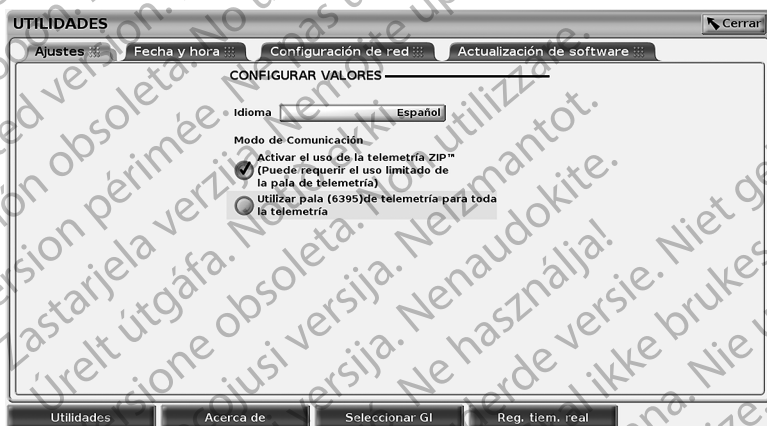 UTILIDADES
Cerrar
Ajustes
Fecha y hora
Configuración de red
Actualización de software
CONFIGURAR VALORES
Idioma
Español
Modo de Comunicación
Activar el uso de la telemetría ZIP™
(Puede requerir el uso limitado de
la pala de telemetría)
Utilizar pala (6395)de telemetría para toda
la telemetría
Utilidades
Acerca de
Seleccionar GI
Reg. tiem. real